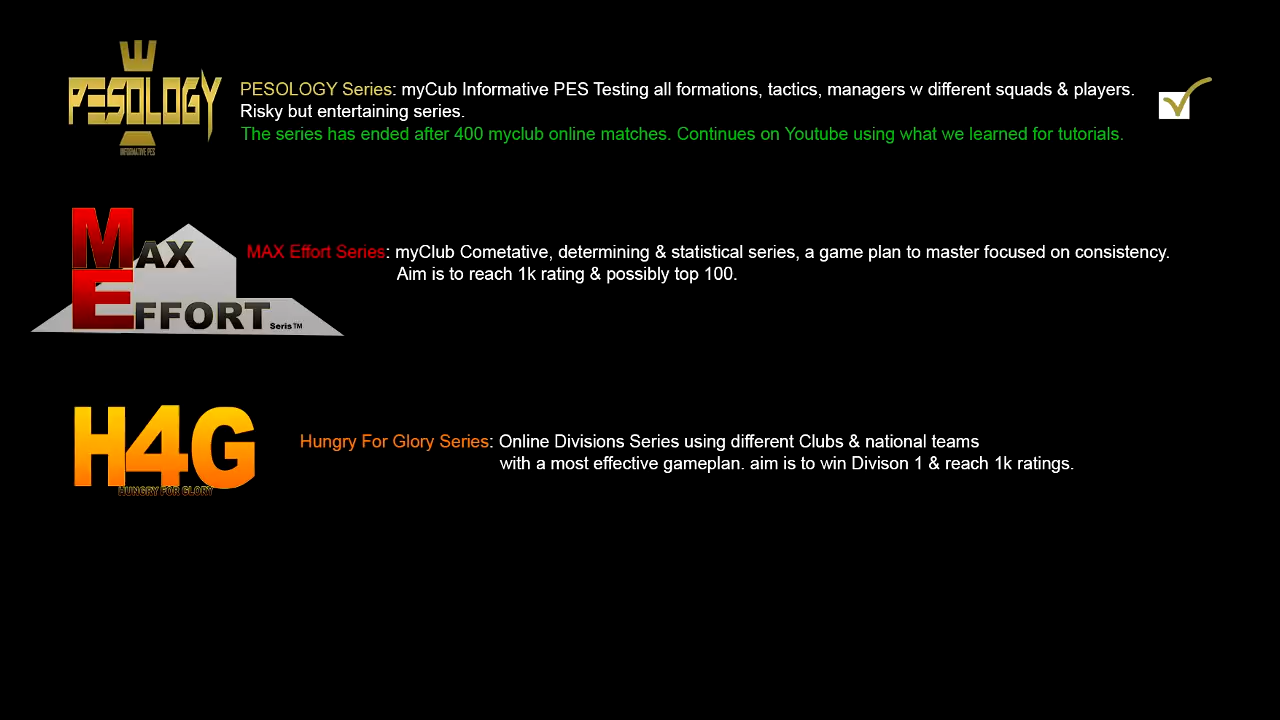 PESOLOGY
INFORMATIVE PES
PESOLOGY Series: myCub Informative PES Testing all formations, tactics, managers w different squads & players.
Risky but entertaining series.
The series has ended after 400 myclub online matches. Continues on Youtube using what we learned for tutorials.
MAX
EFFORT Seris™
MAX Effort Series: myClub Cometative, determining & statistical series, a game plan to master focused on consistency.
Aim is to reach 1k rating & possibly top 100.
H4G
HUNGRY FOR GLORY
Hungry For Glory Series: Online Divisions Series using different Clubs & national teams
with a most effective gameplan. aim is to win Divison 1 & reach 1k ratings.